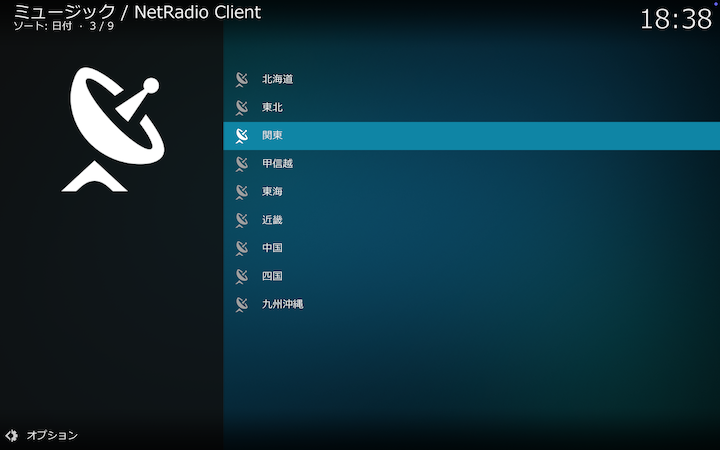 ミュージック / NetRadio Client
ソート: 日付 · 3 / 9
18:38
北海道
東北
関東
甲信越
東海
近畿
中国
四国
九州沖縄
オプション